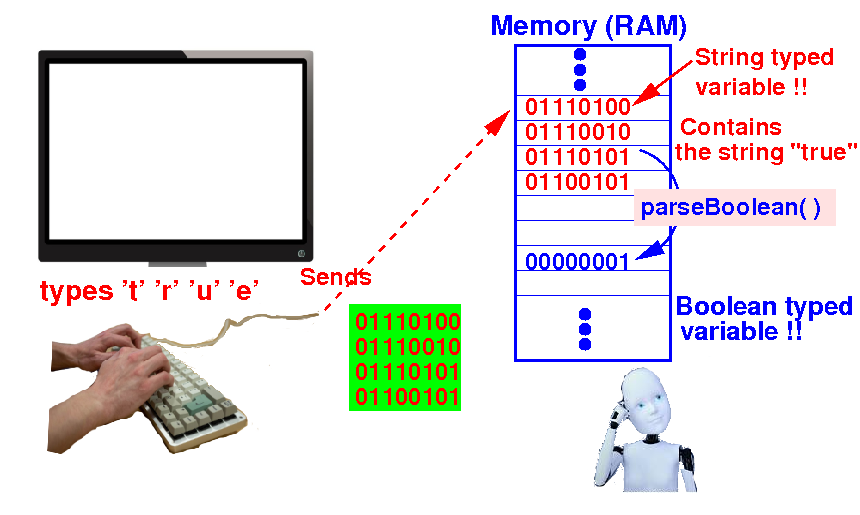 Memory (RAM)
String typed
variable !!
01110100
01110010
01110101
01100101
Contains
the string "true"
parseBoolean( )
00000001
Boolean typed
variable !!
types ’t’ ’r’ ’u’ ’e’
Sends
01110100
01110010
01110101
01100101